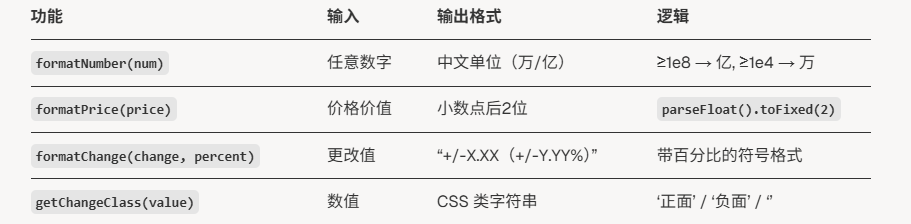 功能 输入 输出格式 逻辑
formatNumber(num) 任意数字 中文单位（万/亿） ≥1e8 → 亿, ≥1e4 → 万
formatPrice(price) 价格价值 小数点后2位 parseFloat().toFixed(2)
formatChange(change, percent) 更改值 “+/-X.XX（+/-Y.YY%）” 带百分比的符号格式
getChangeClass(value) 数值 CSS 类字符串 ‘正面’ / ‘负面’ / ‘’